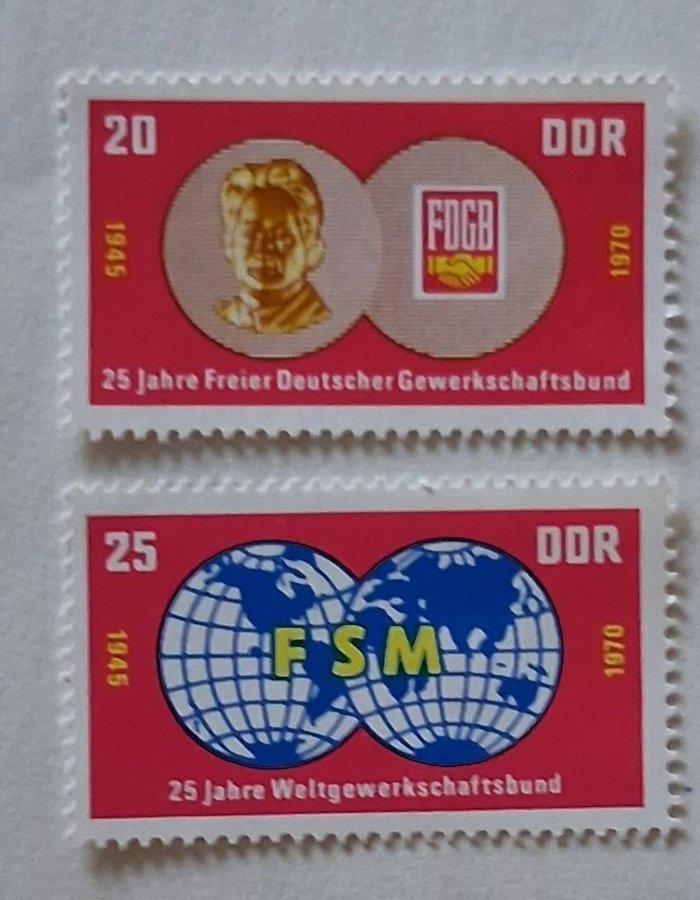 20 DDR
1945 FDGB 1970
25 Jahre Freier Deutscher Gewerkschaftsbund
25 DDR
1945 FSM 1970
25 Jahre Weltgewerkschaftsbund